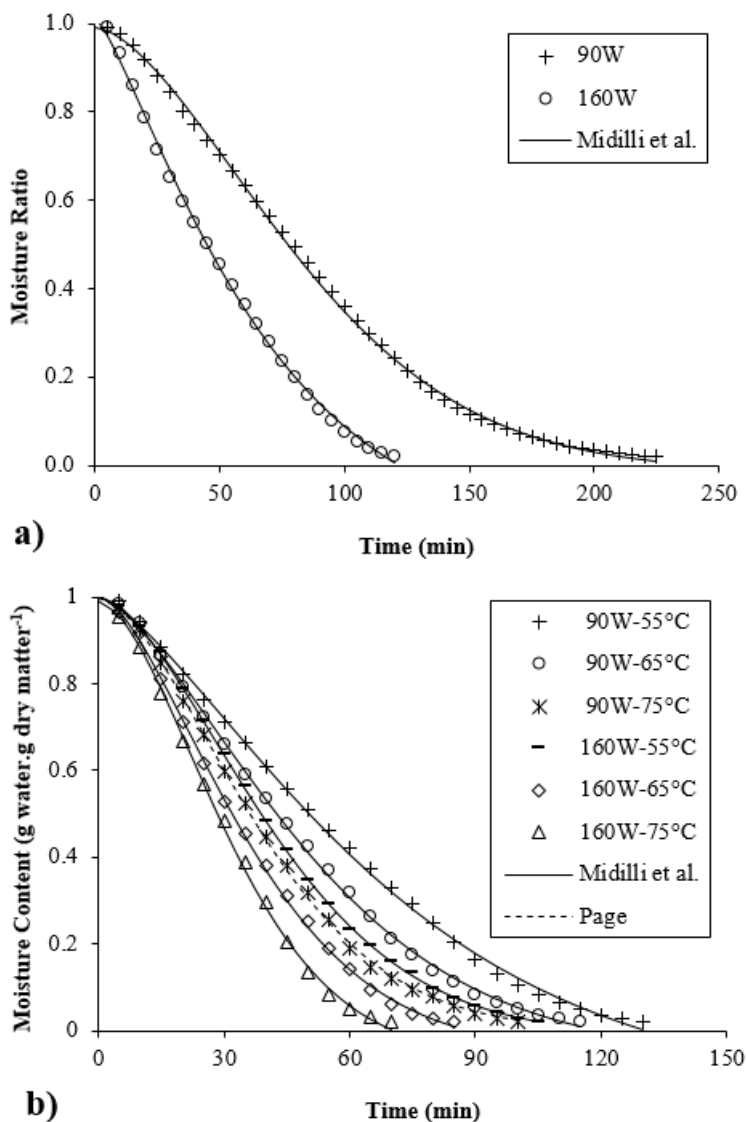 1.0
0.8
0.6
0.4
0.2
0.0
Moisture Ratio
90W
160W
Midilli et al.
0 50 100 150 200 250
a)
Time (min)
1
0.8
0.6
0.4
0.2
0
Moisture Content (g water.g dry matter⁻¹)
90W-55°C
90W-65°C
90W-75°C
160W-55°C
160W-65°C
160W-75°C
Midilli et al.
Page
0 30 60 90 120 150
b)
Time (min)